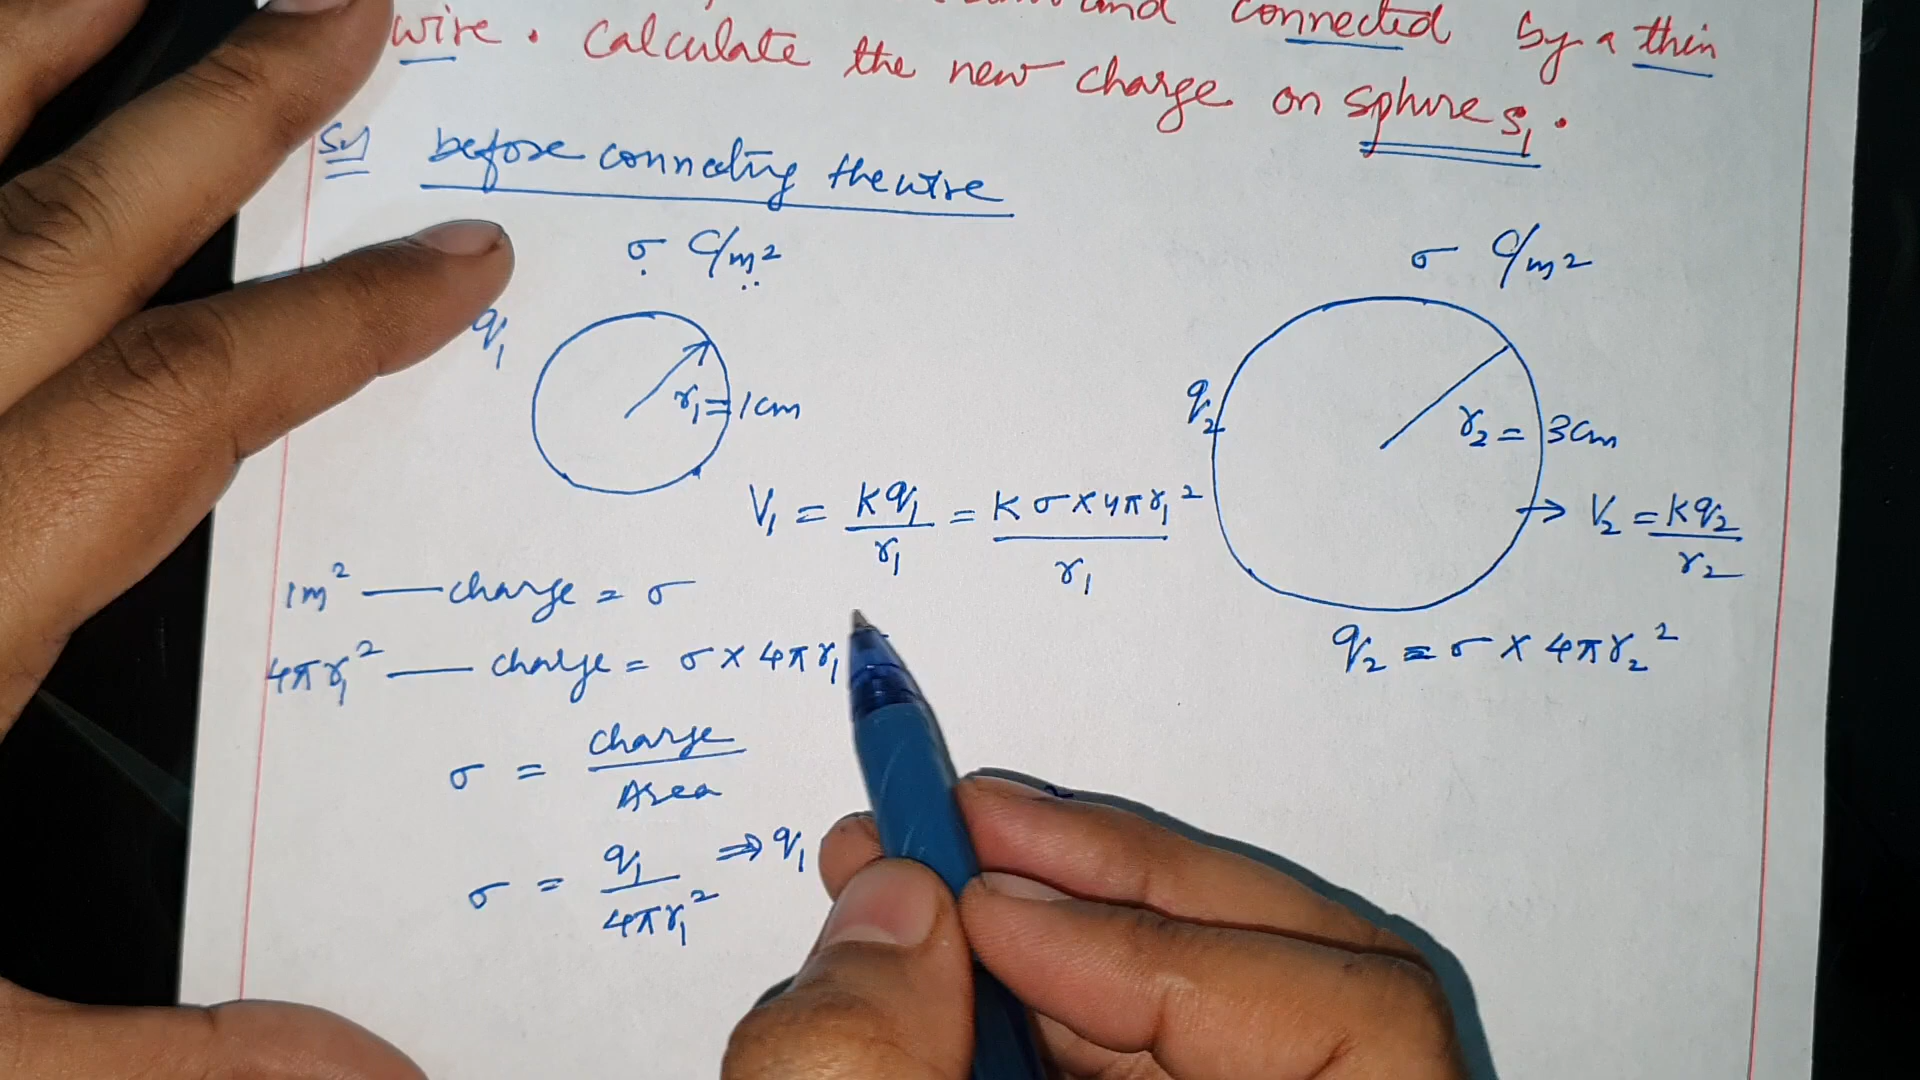 and connected by a thin
wire. Calculate the new charge on sphere S₁.
Sol before connecting the wire
σ C/m²
σ C/m²
q₁
r₁ = 1cm
q₂
r₂ = 3cm
V₁ = Kq₁/r₁ = Kσ×4πr₁²/r₁
V₂ = Kq₂/r₂
1m² — charge = σ
4πr₁² — charge = σ × 4πr₁
q₂ = σ × 4πr₂²
σ = charge/Area
σ = q₁/4πr₁² ⇒ q₁